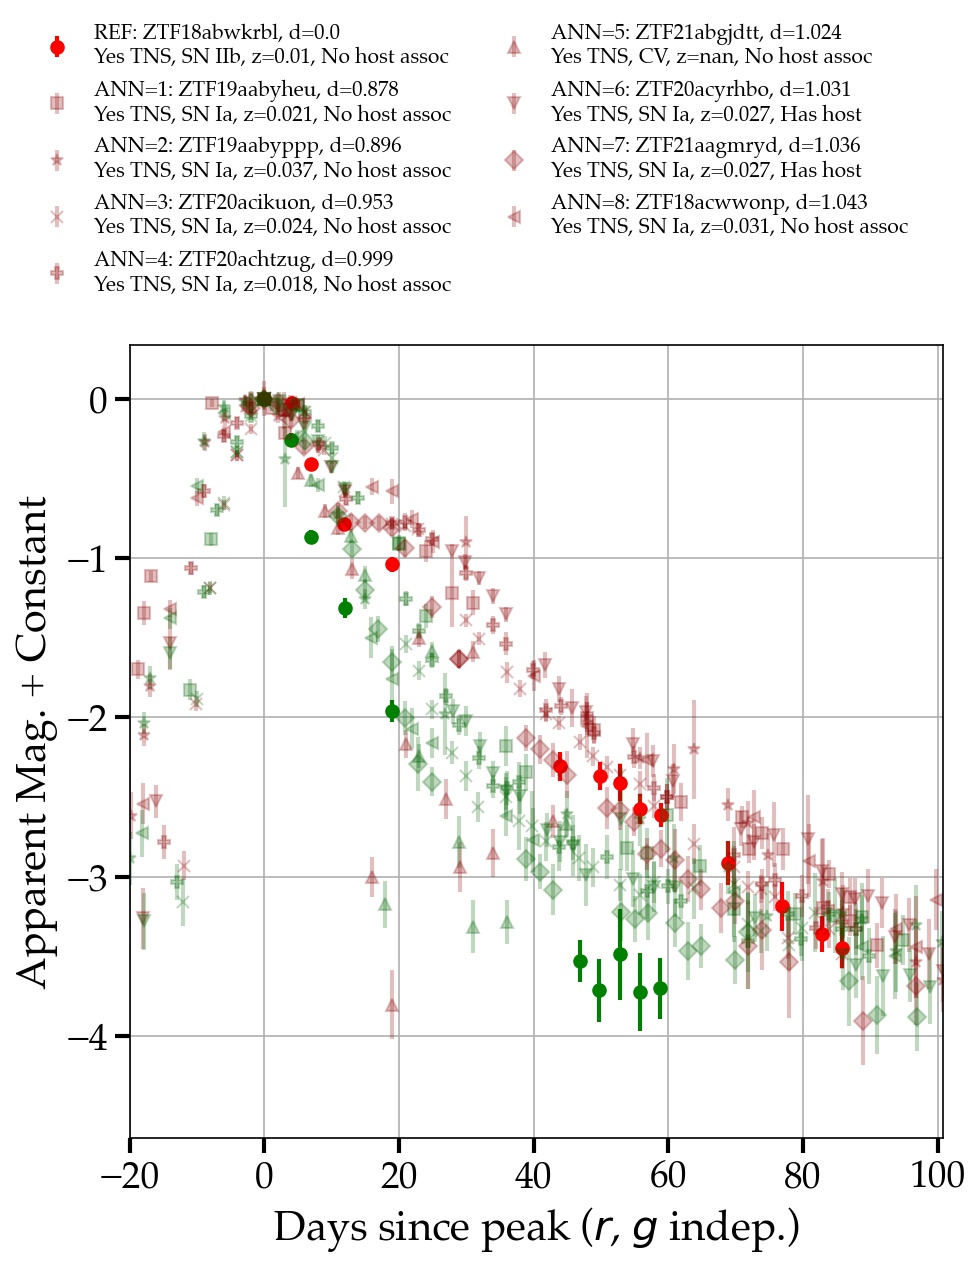 REF: ZTF18abwkrbl, d=0.0
Yes TNS, SN IIb, z=0.01, No host assoc
ANN=1: ZTF19aabyheu, d=0.878
Yes TNS, SN Ia, z=0.021, No host assoc
ANN=2: ZTF19aabyppp, d=0.896
Yes TNS, SN Ia, z=0.037, No host assoc
ANN=3: ZTF20acikuon, d=0.953
Yes TNS, SN Ia, z=0.024, No host assoc
ANN=4: ZTF20achtzug, d=0.999
Yes TNS, SN Ia, z=0.018, No host assoc
ANN=5: ZTF21abgjdtt, d=1.024
Yes TNS, CV, z=nan, No host assoc
ANN=6: ZTF20acyrhbo, d=1.031
Yes TNS, SN Ia, z=0.027, Has host
ANN=7: ZTF21aagmryd, d=1.036
Yes TNS, SN Ia, z=0.027, Has host
ANN=8: ZTF18acwwonp, d=1.043
Yes TNS, SN Ia, z=0.031, No host assoc
Apparent Mag. + Constant
0
−1
−2
−3
−4
−20
0
20
40
60
80
100
Days since peak (r, g indep.)